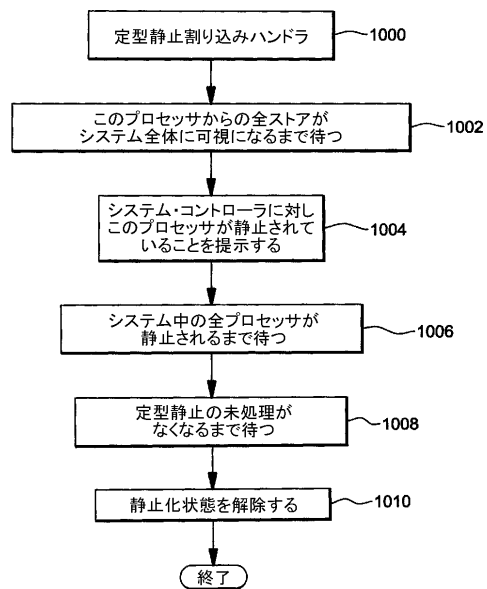 定型静止割り込みハンドラ
1000
このプロセッサからの全ストアが
システム全体に可視になるまで待つ
1002
システム・コントローラに対し
このプロセッサが静止されて
いることを提示する
1004
システム中の全プロセッサが
静止されるまで待つ
1006
定型静止の未処理が
なくなるまで待つ
1008
静止化状態を解除する
1010
終了